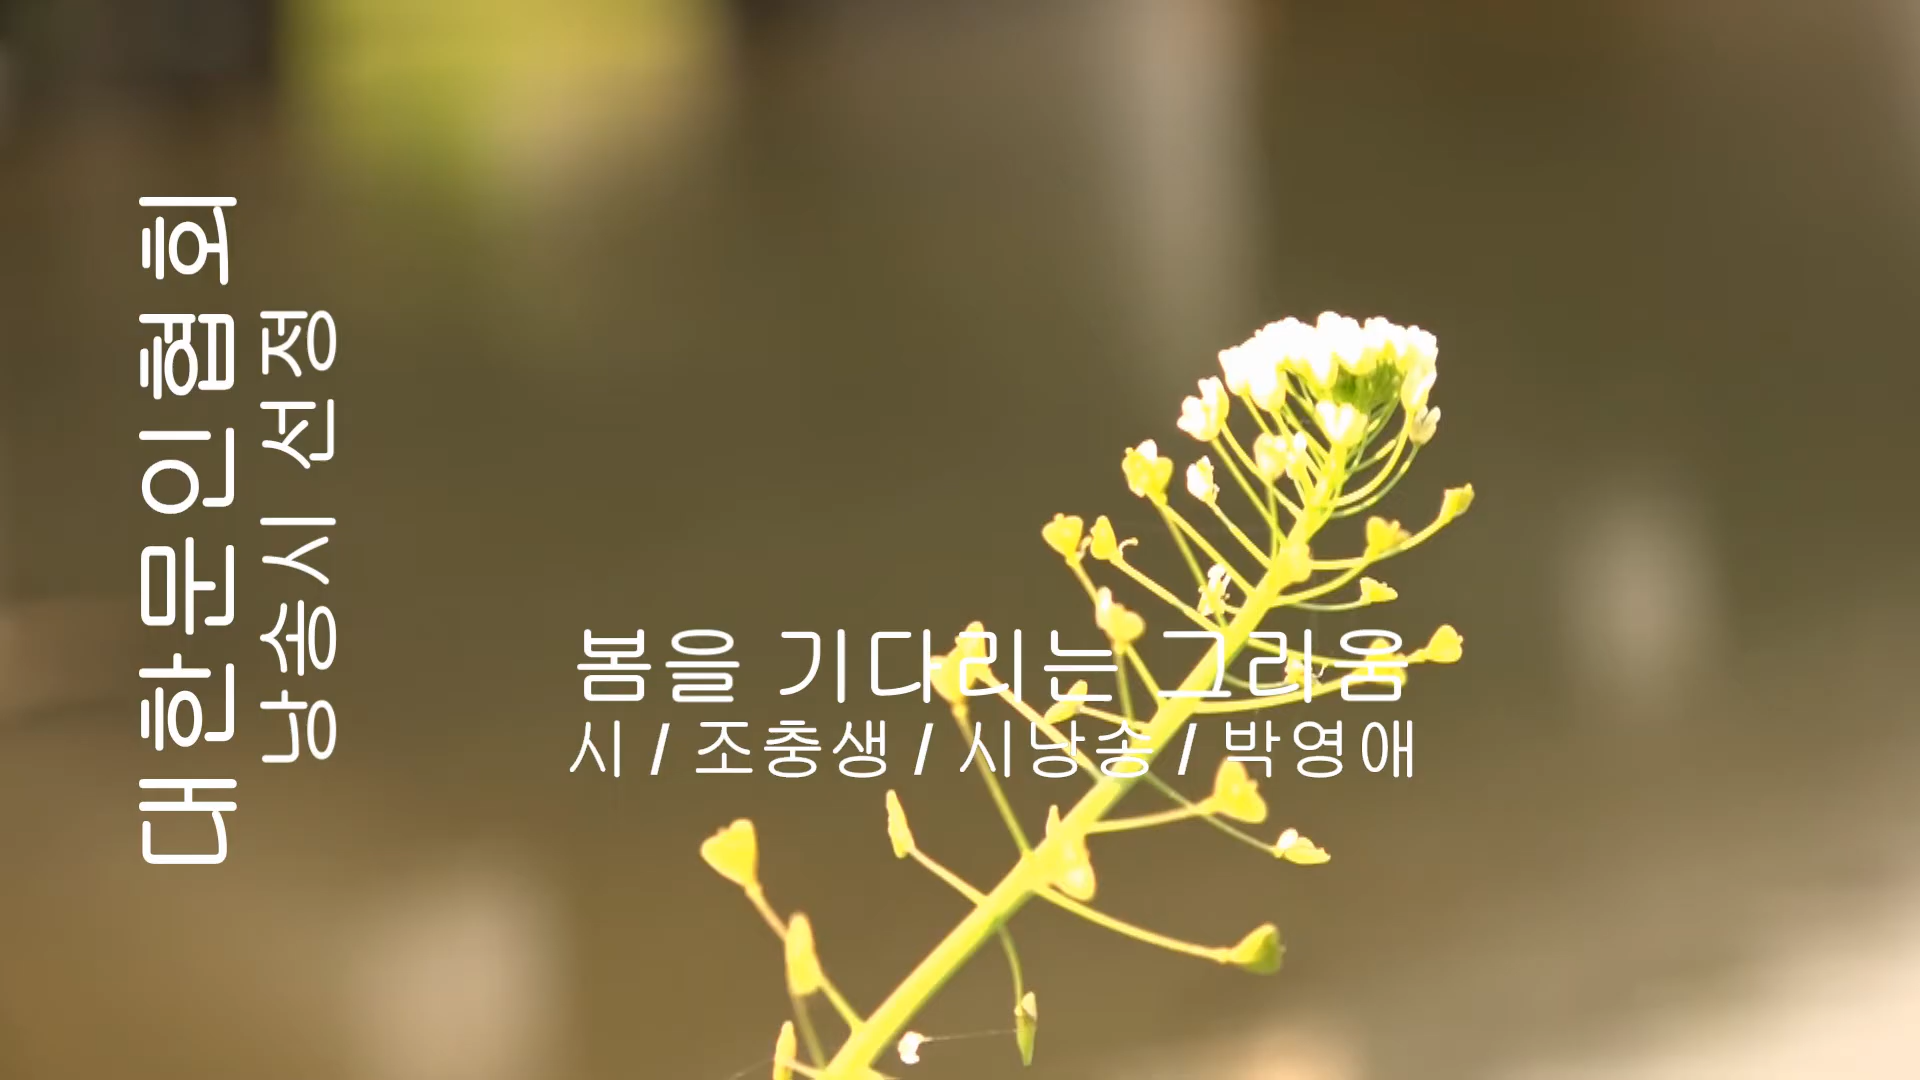 대한문인협회
낭송시 선정
봄을 기다리는 그리움
시 / 조충생 / 시낭송 / 박영애